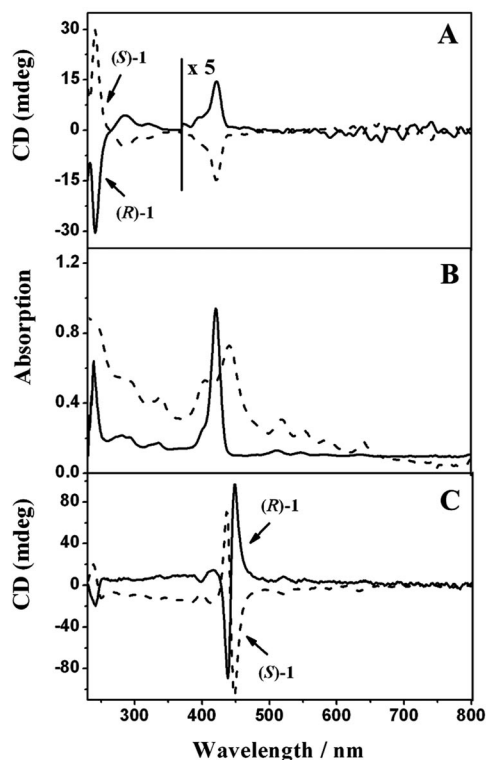 A
CD (mdeg)
30
15
0
-15
-30
(S)-1
(R)-1
x 5
B
Absorption
1.2
0.8
0.4
0.0
C
CD (mdeg)
80
40
0
-40
-80
(R)-1
(S)-1
300 400 500 600 700 800
Wavelength / nm